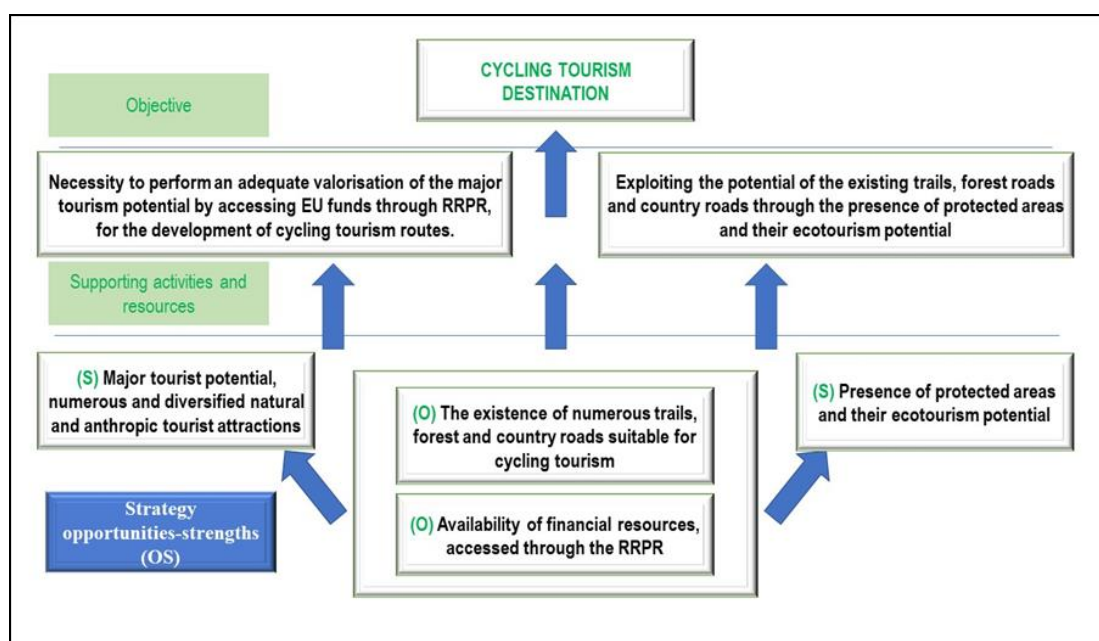 CYCLING TOURISM
DESTINATION
Objective
Necessity to perform an adequate valorisation of the major
tourism potential by accessing EU funds through RRPR,
for the development of cycling tourism routes.
Exploiting the potential of the existing trails, forest roads
and country roads through the presence of protected areas
and their ecotourism potential
Supporting activities and
resources
(S) Major tourist potential,
numerous and diversified natural
and anthropic tourist attractions
(O) The existence of numerous trails,
forest and country roads suitable for
cycling tourism
(S) Presence of protected areas
and their ecotourism potential
Strategy
opportunities-strengths
(OS)
(O) Availability of financial resources,
accessed through the RRPR